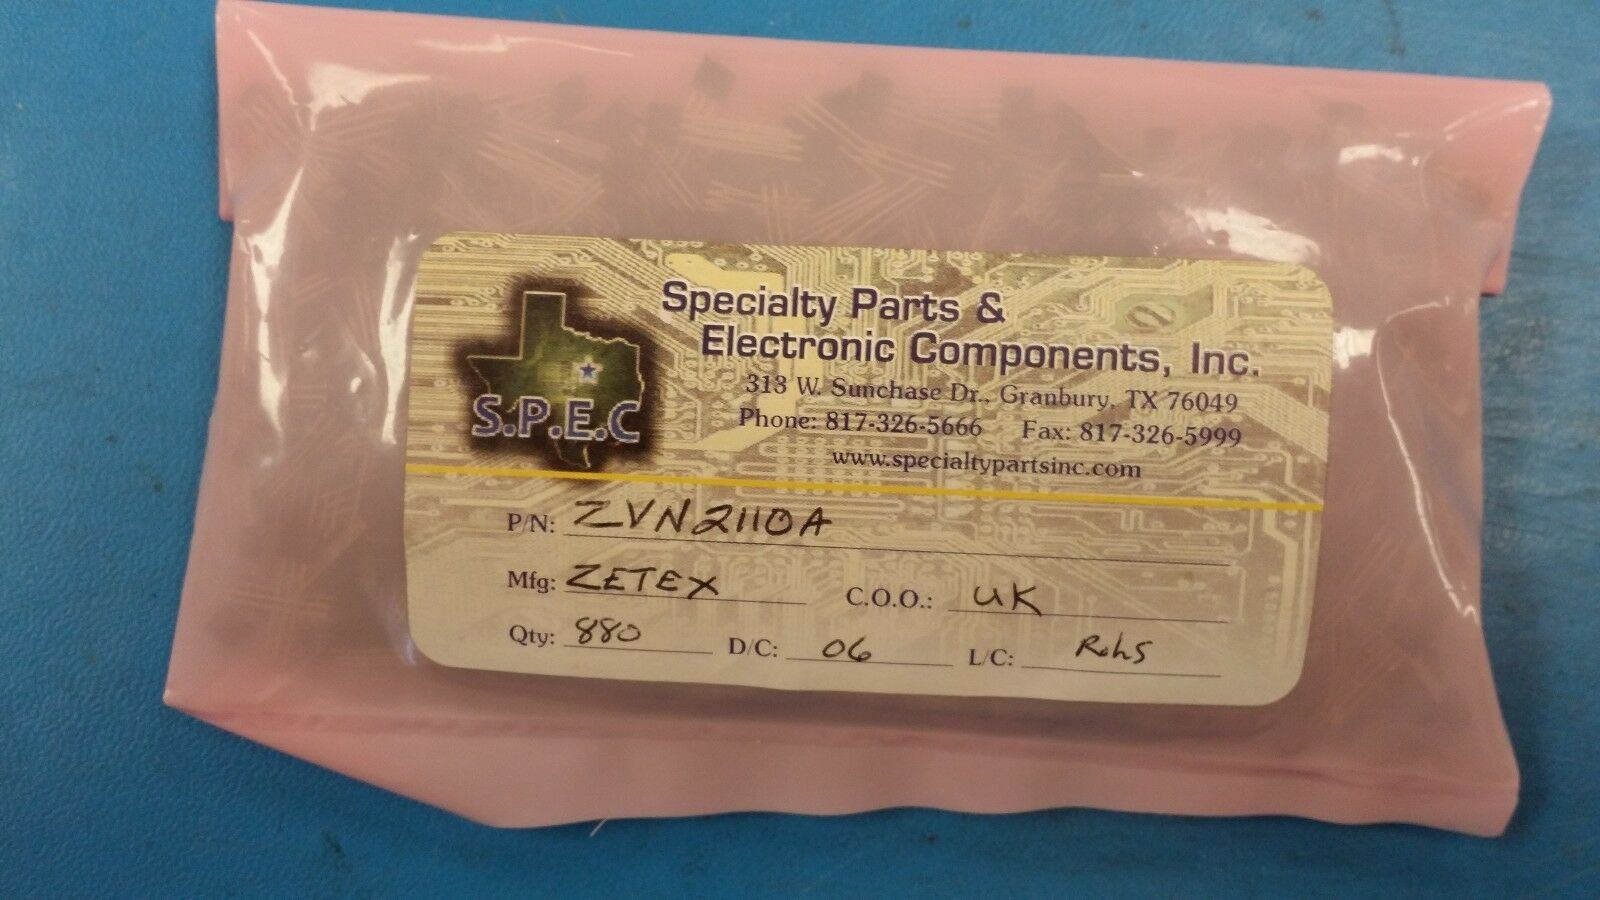 Specialty Parts &
Electronic Components, Inc.
313 W. Sunchase Dr., Granbury, TX 76049
Phone: 817-326-5666 Fax: 817-326-5999
www.specialtypartsinc.com
S.P.E.C
P/N: ZVN2110A
Mfg: ZETEX C.O.O.: UK
Qty: 880 D/C: 06 L/C: RohS